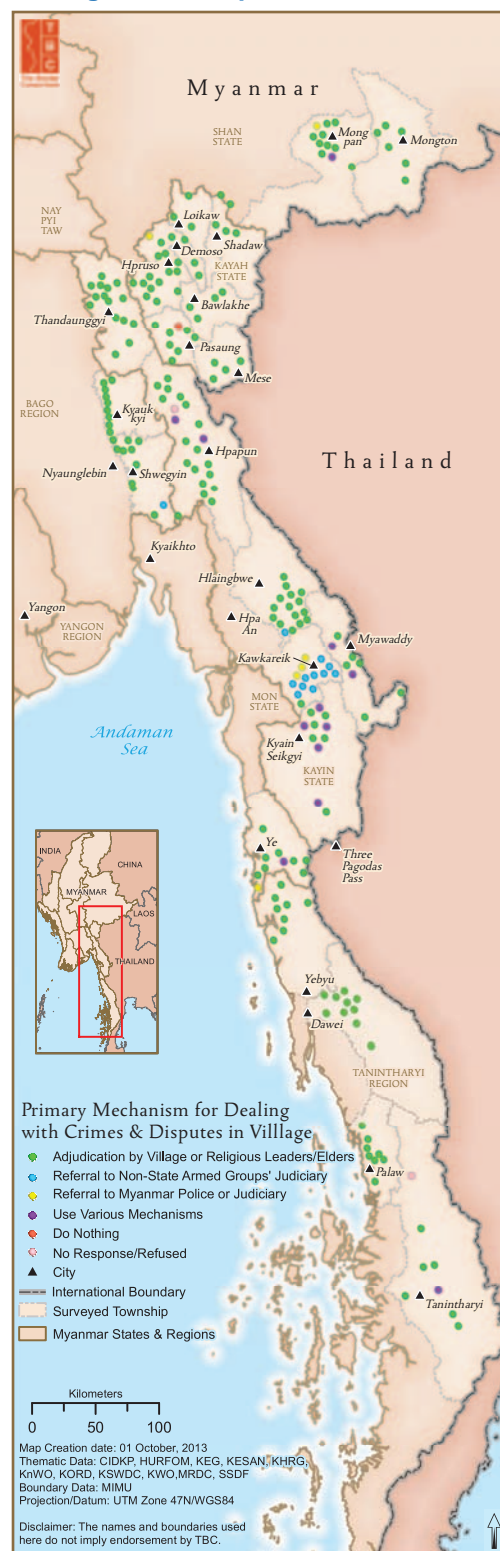 T
B
C
Myanmar
SHAN
STATE
Mong
pan
Mongton
NAY
PYI
TAW
Loikaw
Demoso
Shadaw
Hpruso
KAYAH
STATE
Bawlakhe
Thandaunggyi
Pasaung
Mese
BAGO
REGION
Kyauk
kyi
Hpapun
Thailand
Nyaunglebin
Shwegyin
Kyaikhto
Hlaingbwe
Yangon
Hpa
An
YANGON
REGION
Myawaddy
Kawkareik
MON
STATE
Andaman
Sea
Kyain
Seikgyi
KAYIN
STATE
Ye
Three
Pagodas
Pass
INDIA
CHINA
MYANMAR
LAOS
THAILAND
Yebyu
Dawei
TANINTHARYI
REGION
Palaw
Tanintharyi
Primary Mechanism for Dealing
with Crimes & Disputes in Villlage
Adjudication by Village or Religious Leaders/Elders
Referral to Non-State Armed Groups' Judiciary
Referral to Myanmar Police or Judiciary
Use Various Mechanisms
Do Nothing
No Response/Refused
City
International Boundary
Surveyed Township
Myanmar States & Regions
Kilometers
0 50 100
Map Creation date: 01 October, 2013
Thematic Data: CIDKP, HURFOM, KEG, KESAN, KHRG,
KnWO, KORD, KSWDC, KWO,MRDC, SSDF
Boundary Data: MIMU
Projection/Datum: UTM Zone 47N/WGS84
Disclaimer: The names and boundaries used
here do not imply endorsement by TBC.